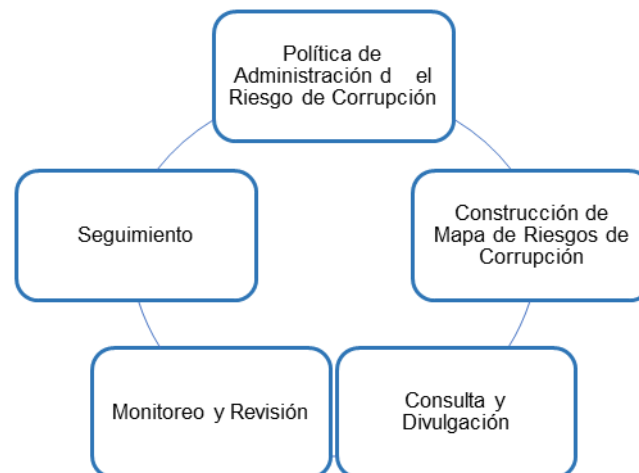 Política de
Administración d el
Riesgo de Corrupción
Construcción de
Mapa de Riesgos de
Corrupción
Consulta y
Divulgación
Monitoreo y Revisión
Seguimiento